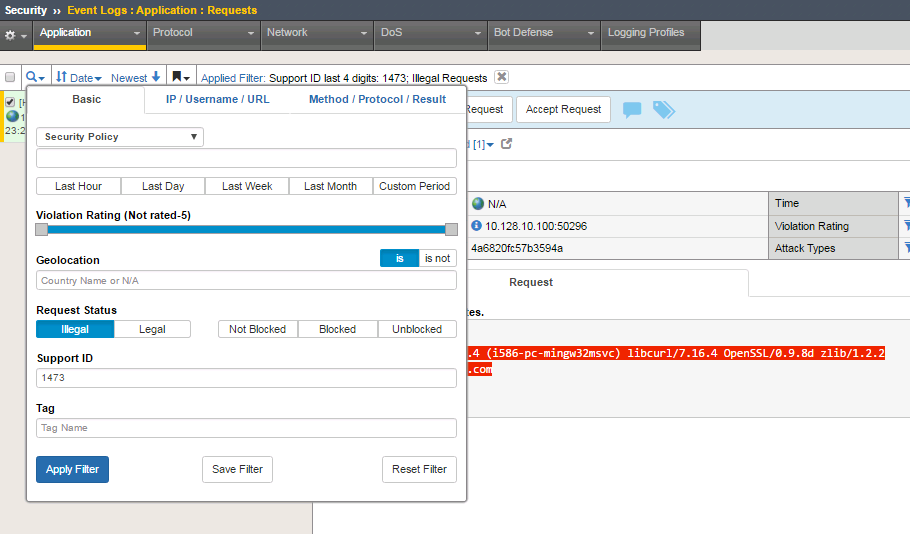 Security ›› Event Logs : Application : Requests
Application Protocol Network DoS Bot Defense Logging Profiles
Date Newest Applied Filter: Support ID last 4 digits: 1473; Illegal Requests
Basic IP / Username / URL Method / Protocol / Result
Request Accept Request
Security Policy
[1]
Last Hour Last Day Last Week Last Month Custom Period
N/A Time
Violation Rating (Not rated-5)
10.128.10.100:50296 Violation Rating
4a6820fc57b3594a Attack Types
Geolocation is is not
Country Name or N/A
Request
Request Status
tes.
Illegal Legal Not Blocked Blocked Unblocked
.4 (i586-pc-mingw32msvc) libcurl/7.16.4 OpenSSL/0.9.8d zlib/1.2.2
Support ID
.com
1473
Tag
Tag Name
Apply Filter Save Filter Reset Filter